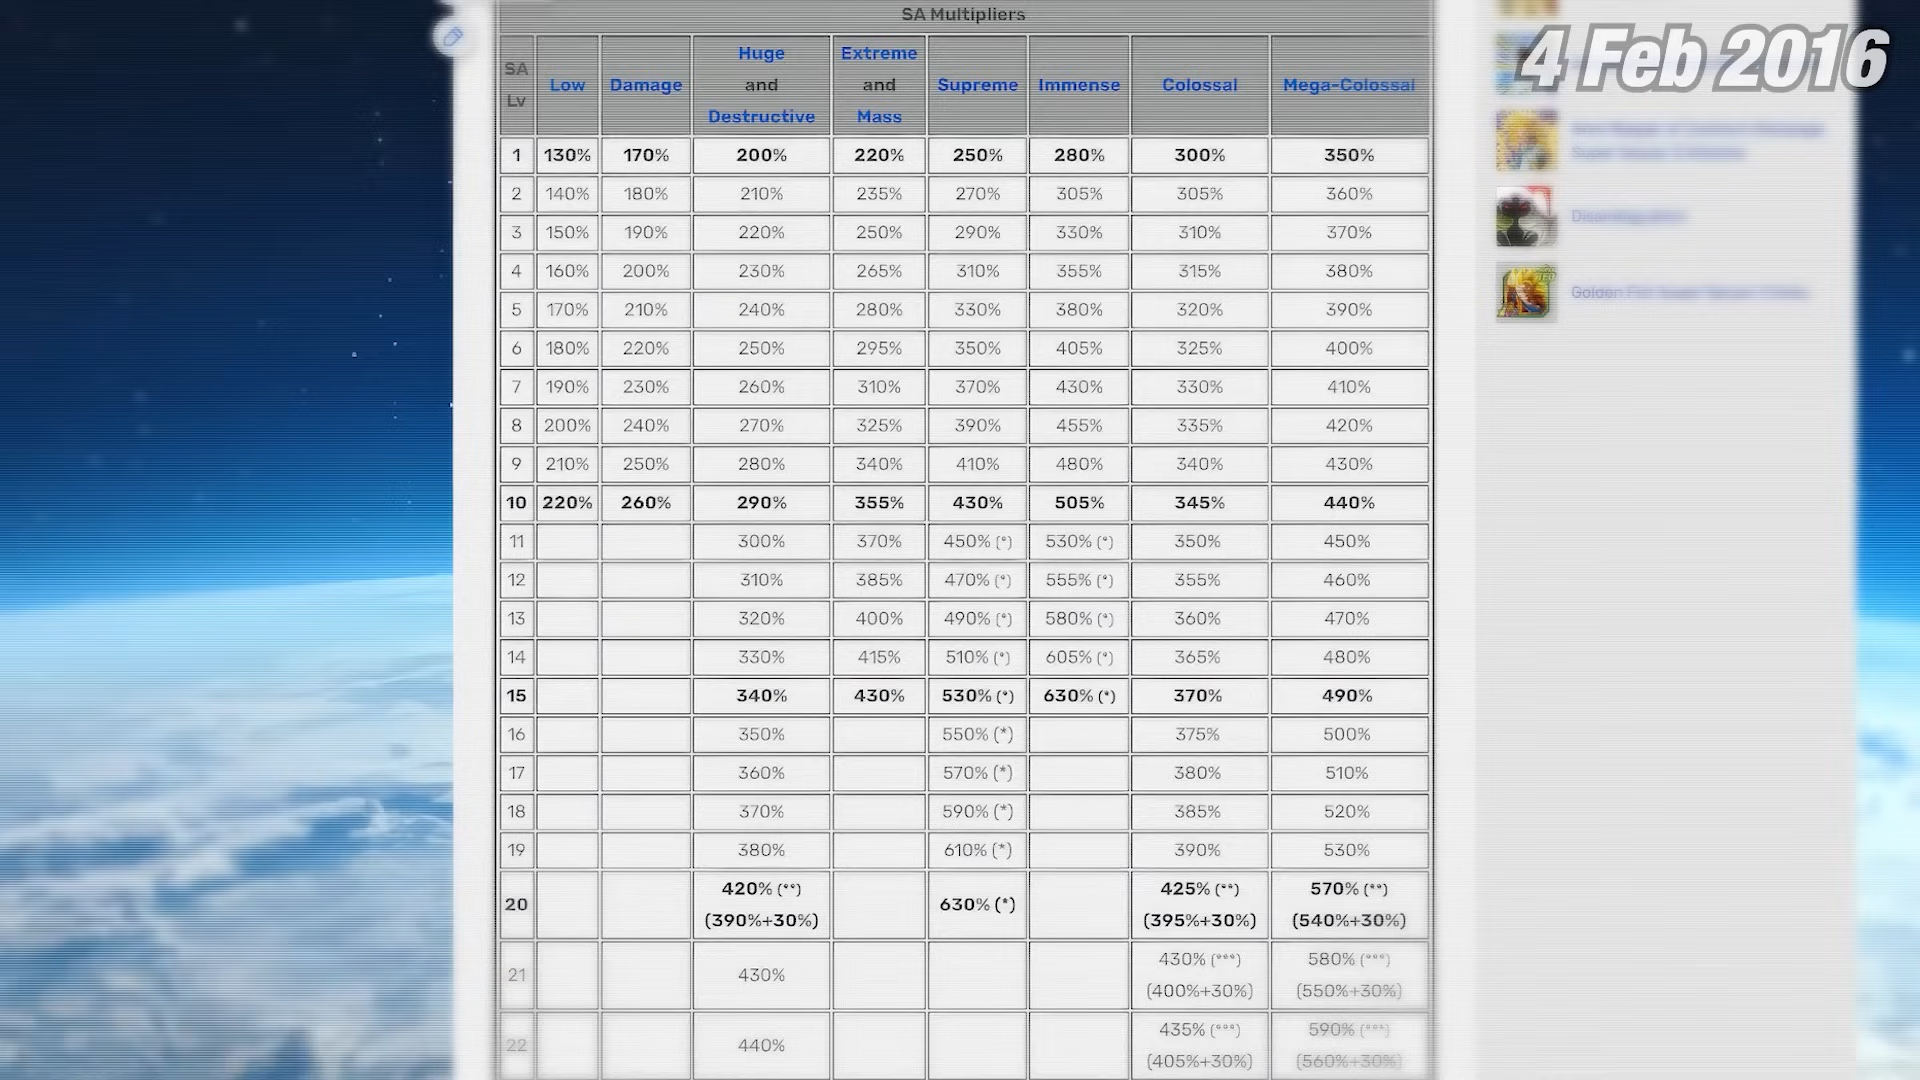 SA Multipliers
4 Feb 2016
SA Lv Low Damage Huge and Destructive Extreme and Mass Supreme Immense Colossal Mega-Colossal
1 130% 170% 200% 220% 250% 280% 300% 350%
2 140% 180% 210% 235% 270% 305% 305% 360%
3 150% 190% 220% 250% 290% 330% 310% 370%
4 160% 200% 230% 265% 310% 355% 315% 380%
5 170% 210% 240% 280% 330% 380% 320% 390%
6 180% 220% 250% 295% 350% 405% 325% 400%
7 190% 230% 260% 310% 370% 430% 330% 410%
8 200% 240% 270% 325% 390% 455% 335% 420%
9 210% 250% 280% 340% 410% 480% 340% 430%
10 220% 260% 290% 355% 430% 505% 345% 440%
11 300% 370% 450% (*) 530% (*) 350% 450%
12 310% 385% 470% (*) 555% (*) 355% 460%
13 320% 400% 490% (*) 580% (*) 360% 470%
14 330% 415% 510% (*) 605% (*) 365% 480%
15 340% 430% 530% (*) 630% (*) 370% 490%
16 350% 550% (*) 375% 500%
17 360% 570% (*) 380% 510%
18 370% 590% (*) 385% 520%
19 380% 610% (*) 390% 530%
20 420% (**) (390%+30%) 630% (*) 425% (**) (395%+30%) 570% (**) (540%+30%)
21 430% 430% (***) (400%+30%) 580% (***) (550%+30%)
22 440% 435% (***) (405%+30%) 590% (***) (560%+30%)